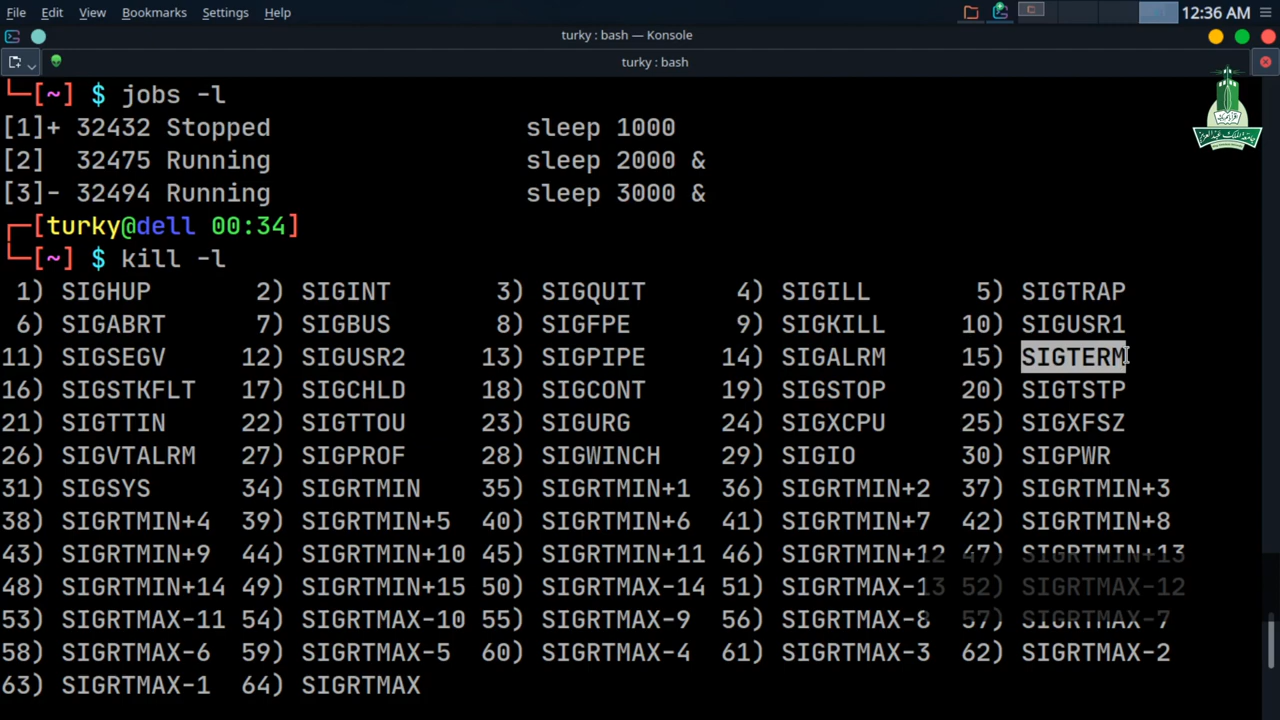 File Edit View Bookmarks Settings Help 12:36 AM
turky : bash — Konsole
turky : bash
└─[~] $ jobs -l
[1]+ 32432 Stopped sleep 1000
[2] 32475 Running sleep 2000 &
[3]- 32494 Running sleep 3000 &
┌─[turky@dell 00:34]
└─[~] $ kill -l
1) SIGHUP 2) SIGINT 3) SIGQUIT 4) SIGILL 5) SIGTRAP
6) SIGABRT 7) SIGBUS 8) SIGFPE 9) SIGKILL 10) SIGUSR1
11) SIGSEGV 12) SIGUSR2 13) SIGPIPE 14) SIGALRM 15) SIGTERM
16) SIGSTKFLT 17) SIGCHLD 18) SIGCONT 19) SIGSTOP 20) SIGTSTP
21) SIGTTIN 22) SIGTTOU 23) SIGURG 24) SIGXCPU 25) SIGXFSZ
26) SIGVTALRM 27) SIGPROF 28) SIGWINCH 29) SIGIO 30) SIGPWR
31) SIGSYS 34) SIGRTMIN 35) SIGRTMIN+1 36) SIGRTMIN+2 37) SIGRTMIN+3
38) SIGRTMIN+4 39) SIGRTMIN+5 40) SIGRTMIN+6 41) SIGRTMIN+7 42) SIGRTMIN+8
43) SIGRTMIN+9 44) SIGRTMIN+10 45) SIGRTMIN+11 46) SIGRTMIN+12 47) SIGRTMIN+13
48) SIGRTMIN+14 49) SIGRTMIN+15 50) SIGRTMAX-14 51) SIGRTMAX-13 52) SIGRTMAX-12
53) SIGRTMAX-11 54) SIGRTMAX-10 55) SIGRTMAX-9 56) SIGRTMAX-8 57) SIGRTMAX-7
58) SIGRTMAX-6 59) SIGRTMAX-5 60) SIGRTMAX-4 61) SIGRTMAX-3 62) SIGRTMAX-2
63) SIGRTMAX-1 64) SIGRTMAX